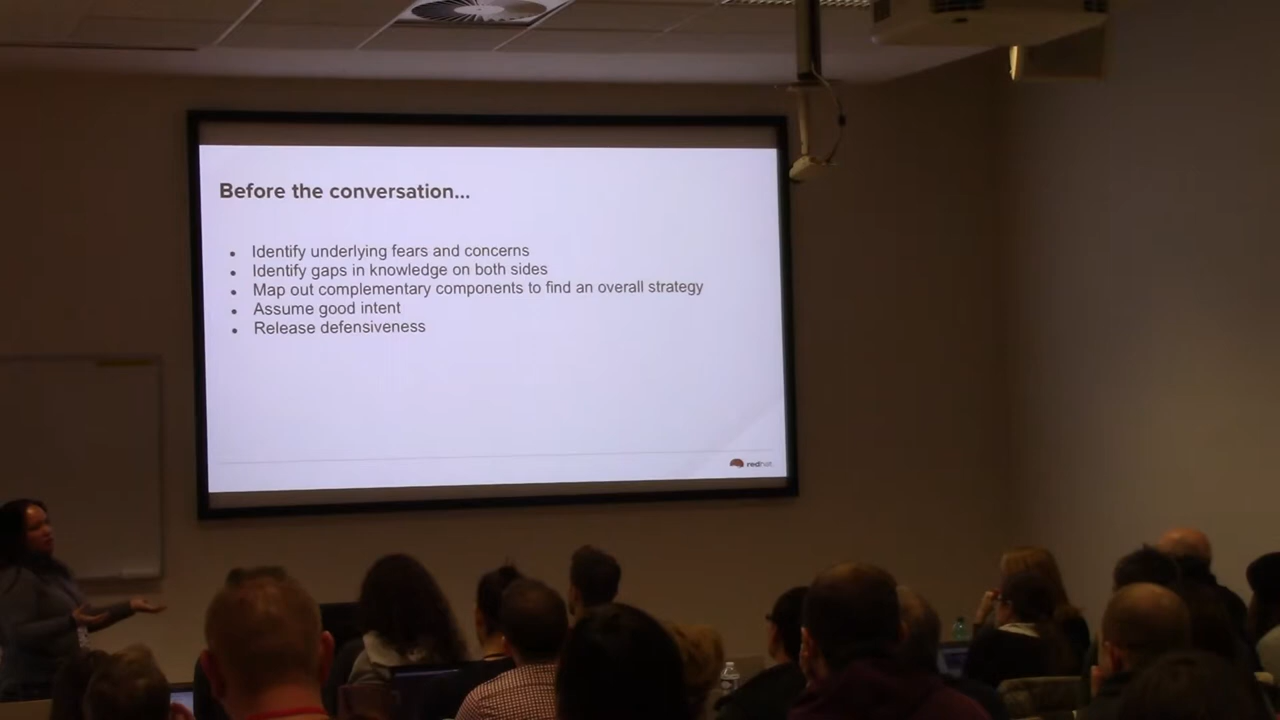 Before the conversation...
• Identify underlying fears and concerns
• Identify gaps in knowledge on both sides
• Map out complementary components to find an overall strategy
• Assume good intent
• Release defensiveness
redhat